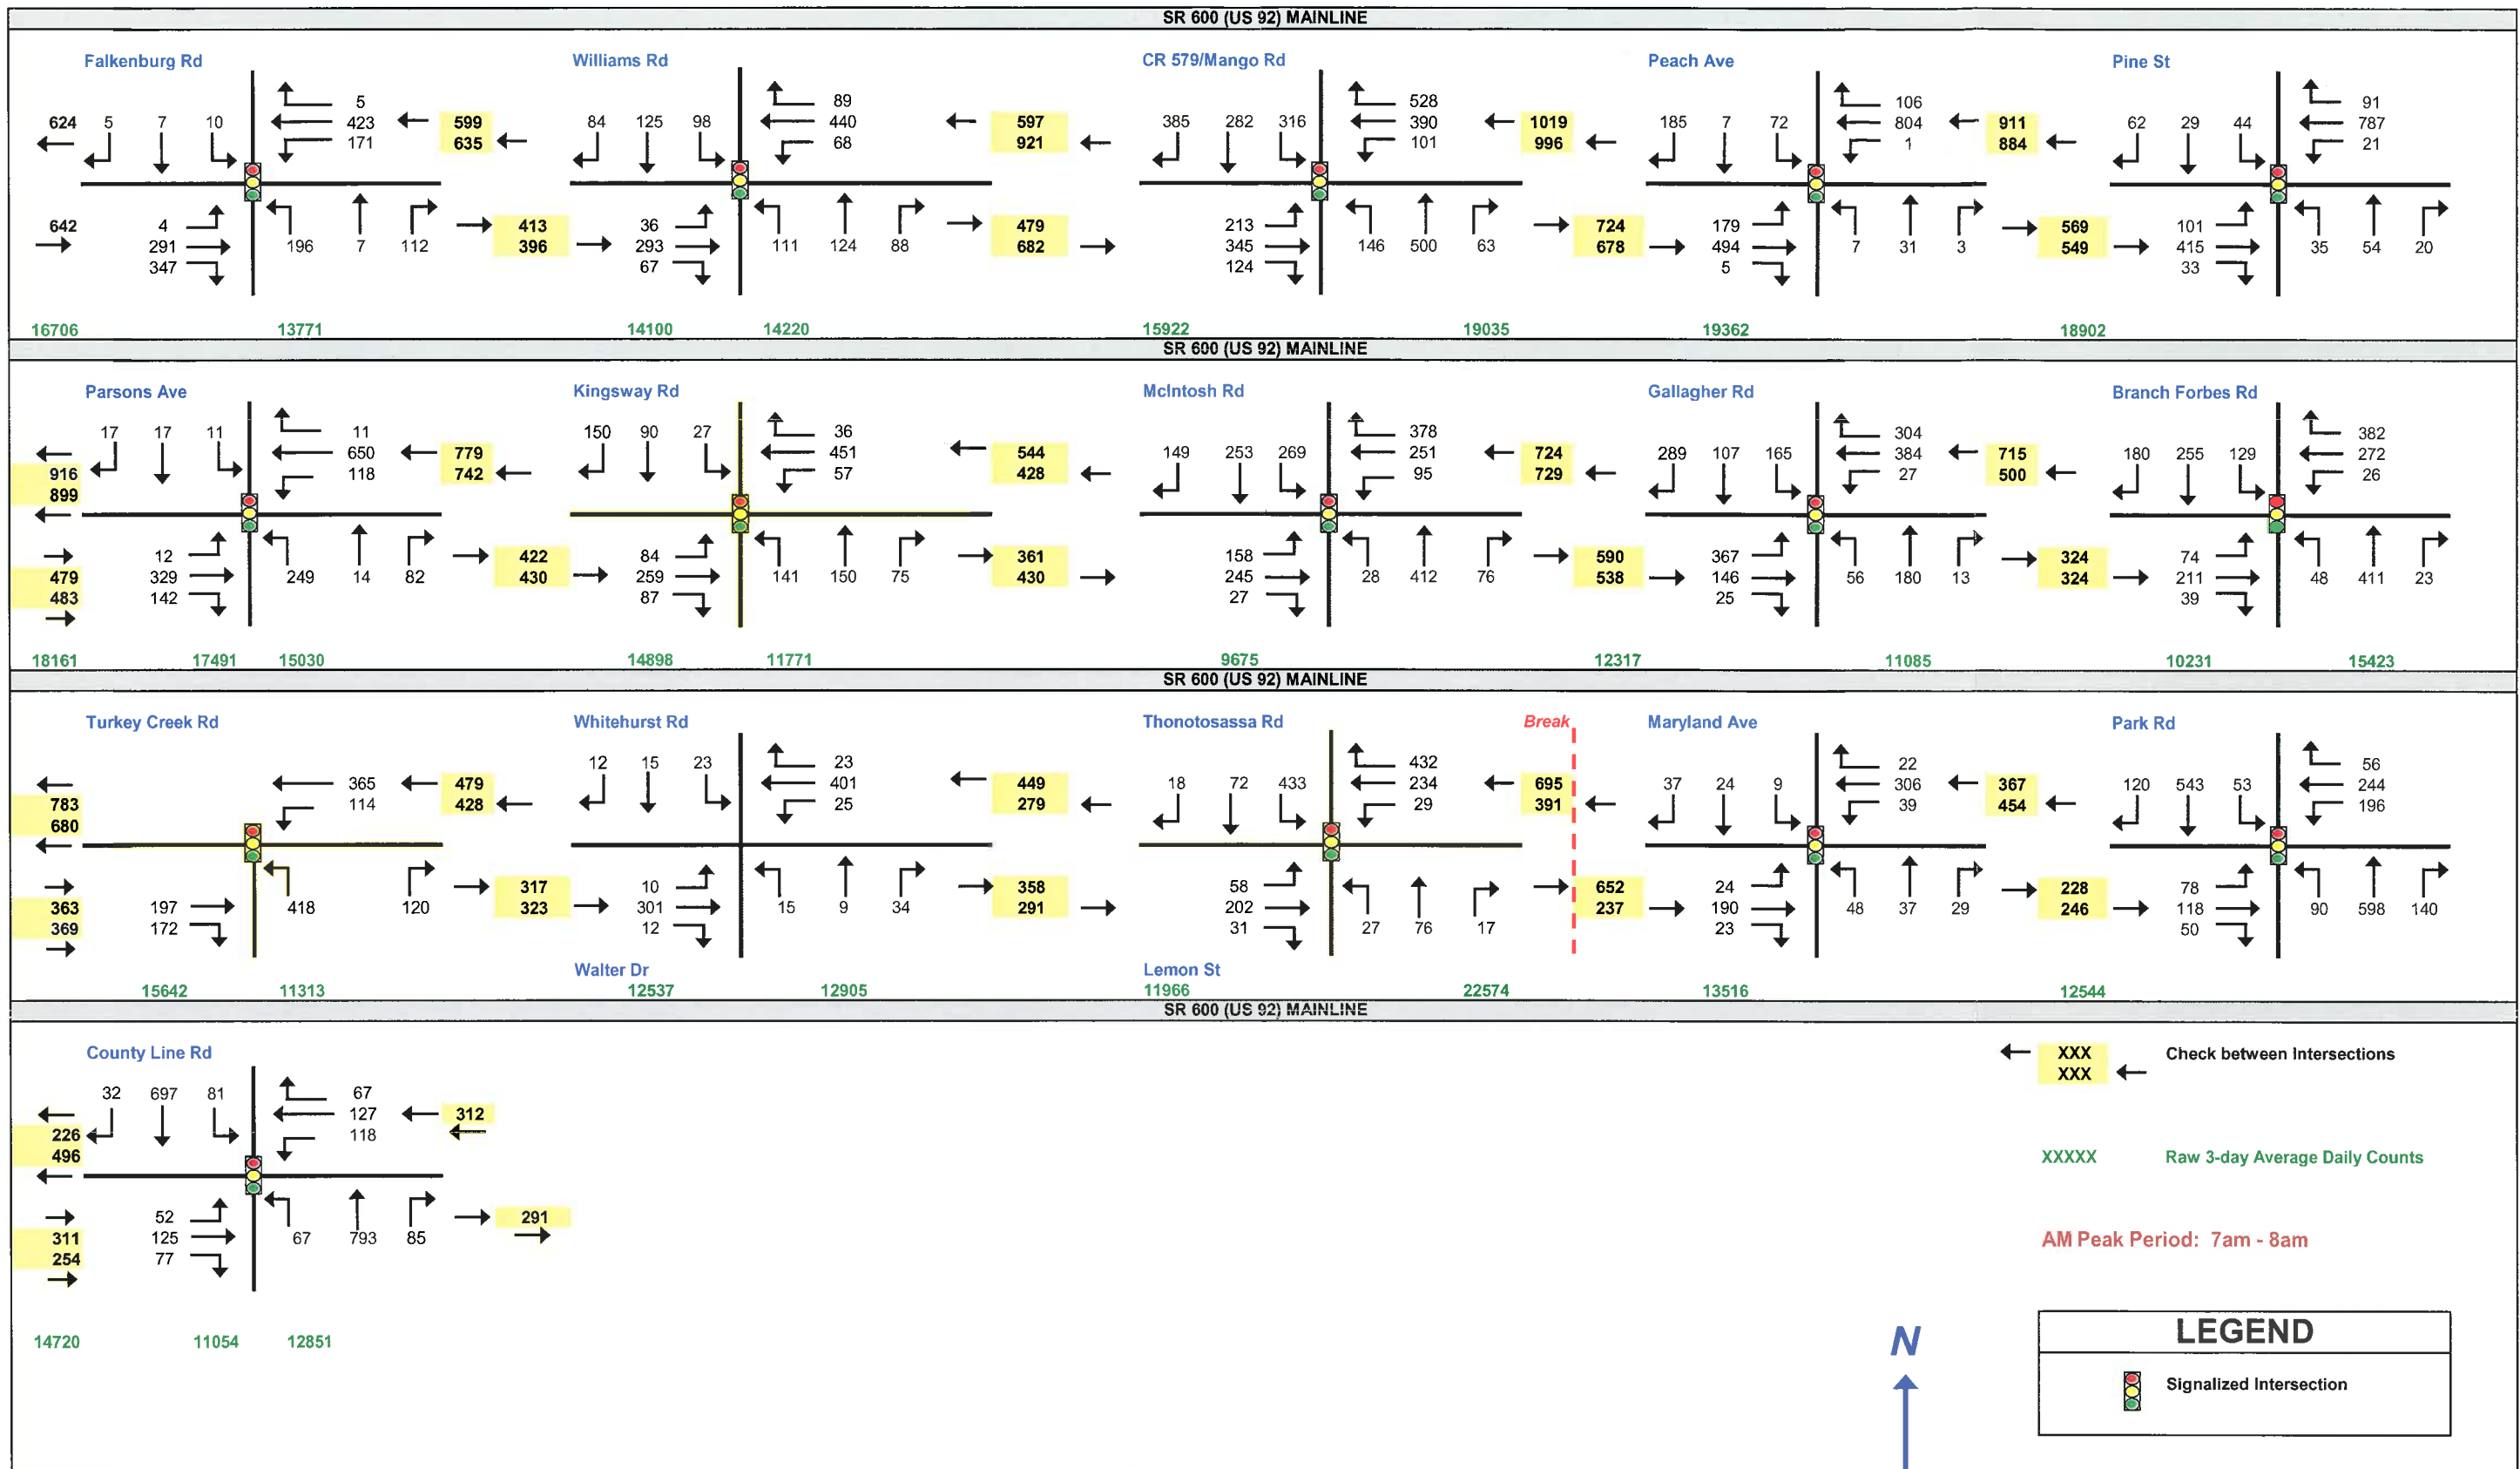 SR 600 (US 92) MAINLINE
Falkenburg Rd
Williams Rd
CR 579/Mango Rd
Peach Ave
Pine St
5 89 528 106 91
624 5 7 10 423 599 84 125 98 440 597 385 282 316 390 1019 185 7 72 804 911 62 29 44 787
171 635 68 921 101 996 1 884 21
642 4 413 36 479 213 724 179 569 101
291 196 7 112 396 293 111 124 88 682 345 146 500 63 678 494 7 31 3 549 415 35 54 20
347 67 124 5 33
16706 13771 14100 14220 15922 19035 19362 18902
SR 600 (US 92) MAINLINE
Parsons Ave
Kingsway Rd
McIntosh Rd
Gallagher Rd
Branch Forbes Rd
17 17 11 11 150 90 27 36 378 304 382
650 779 451 544 149 253 269 251 724 289 107 165 384 715 180 255 129 272
916 118 742 57 428 95 729 27 500 26
899
12 422 84 361 158 590 367 324 74
479 329 249 14 82 430 259 141 150 75 430 245 28 412 76 538 146 56 180 13 324 211 48 411 23
483 142 87 27 25 39
18161 17491 15030 14898 11771 9675 12317 11085 10231 15423
SR 600 (US 92) MAINLINE
Turkey Creek Rd
Whitehurst Rd
Thonotosassa Rd
Break
Maryland Ave
Park Rd
12 15 23 23 432 22 56
365 479 401 449 18 72 433 234 695 37 24 9 306 367 120 543 53 244
783 114 428 25 279 29 391 39 454 196
680
317 10 358 58 652 24 228 78
363 197 418 120 323 301 15 9 34 291 202 27 76 17 237 190 48 37 29 246 118 90 598 140
369 172 12 31 23 50
Walter Dr
Lemon St
15642 11313 12537 12905 11966 22574 13516 12544
SR 600 (US 92) MAINLINE
County Line Rd
32 697 81 67
127 312
226 118
496
52 291
311 125 67 793 85
254 77
14720 11054 12851
XXX Check between Intersections
XXX
XXXXX Raw 3-day Average Daily Counts
AM Peak Period: 7am - 8am
N
LEGEND
Signalized Intersection